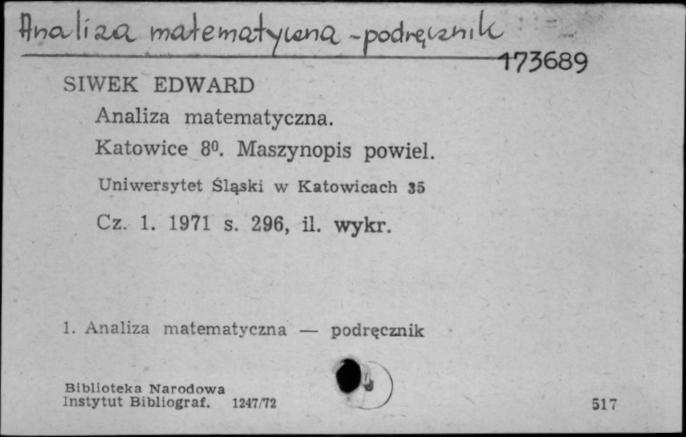 Analiza matematyczna - podręcznik
173689
SIWEK EDWARD
Analiza matematyczna.
Katowice 8⁰. Maszynopis powiel.
Uniwersytet Śląski w Katowicach 35
Cz. 1. 1971 s. 296, il. wykr.
1. Analiza matematyczna — podręcznik
Biblioteka Narodowa
Instytut Bibliograf. 1247/72
517